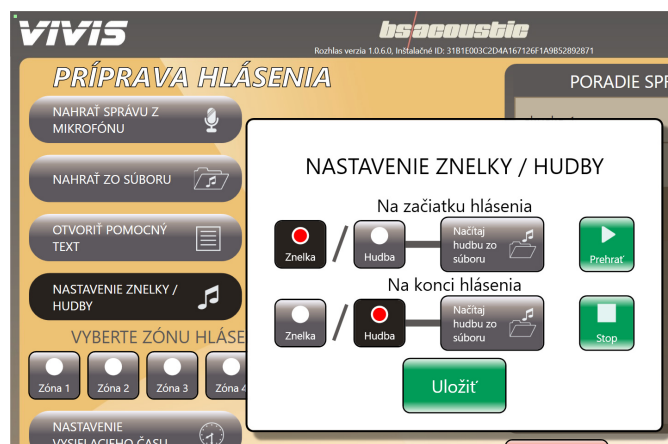 vivis
bsacoustic
Rozhlas verzia 1.0.6.0, Inštalačné ID: 31B1E003C2D4A167126F1A9B52892871
PRÍPRAVA HLÁSENIA
PORADIE SPR
NAHRAŤ SPRÁVU Z
MIKROFÓNU
NAHRAŤ ZO SÚBORU
OTVORIŤ POMOCNÝ
TEXT
NASTAVENIE ZNELKY /
HUDBY
VYBERTE ZÓNU HLÁSE
Zóna 1
Zóna 2
Zóna 3
Zóna 4
NASTAVENIE
VYSIELACIEHO ČASU
NASTAVENIE ZNELKY / HUDBY
Na začiatku hlásenia
Znelka
/
Hudba
Načítaj
hudbu zo
súboru
Prehrať
Na konci hlásenia
Znelka
/
Hudba
Načítaj
hudbu zo
súboru
Stop
Uložiť